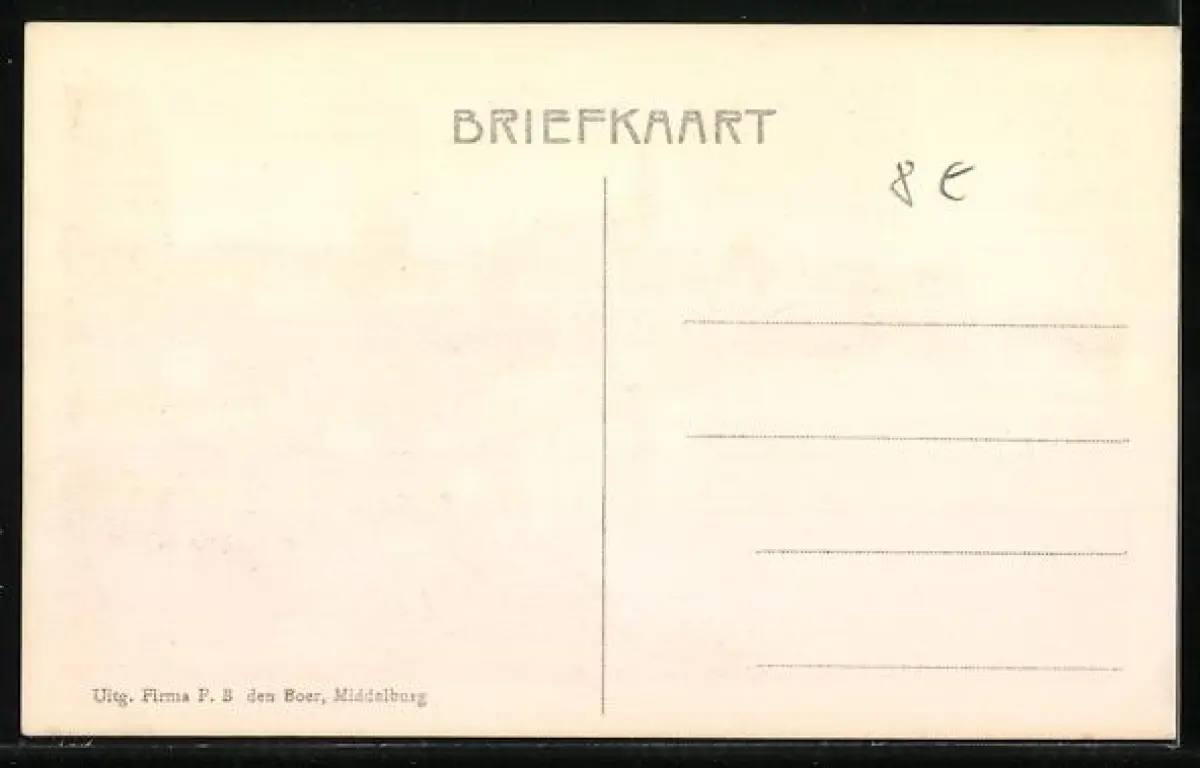 BRIEFKAART
8 €
Uitg. Firma F. B den Boer, Middelburg